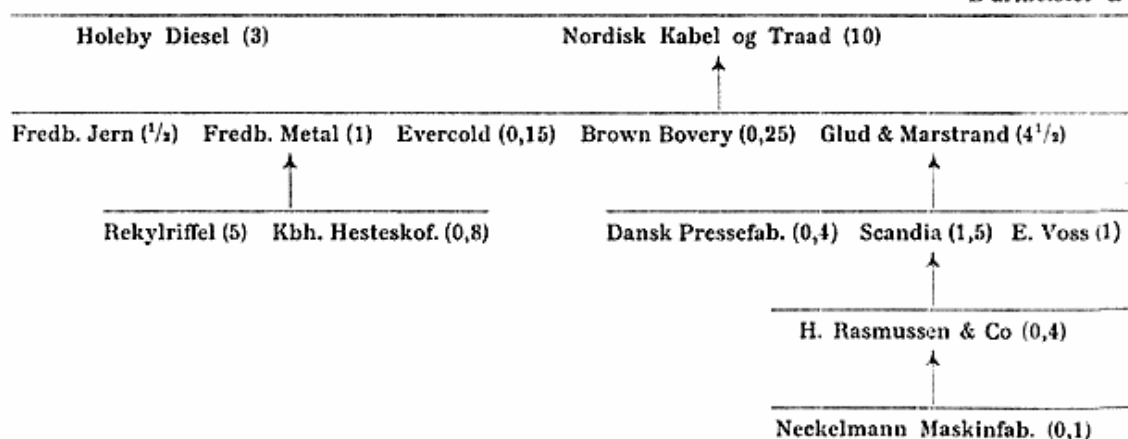 Holeby Diesel (3) Nordisk Kabel og Traad (10)
Fredb. Jern (1/2) Fredb. Metal (1) Evercold (0,15) Brown Bovery (0,25) Glud & Marstrand (4 1/2)
Rekylriffel (5) Kbh. Hesteskof. (0,8) Dansk Pressefab. (0,4) Scandia (1,5) E. Voss (1)
H. Rasmussen & Co (0,4)
Neckelmann Maskinfab. (0,1)